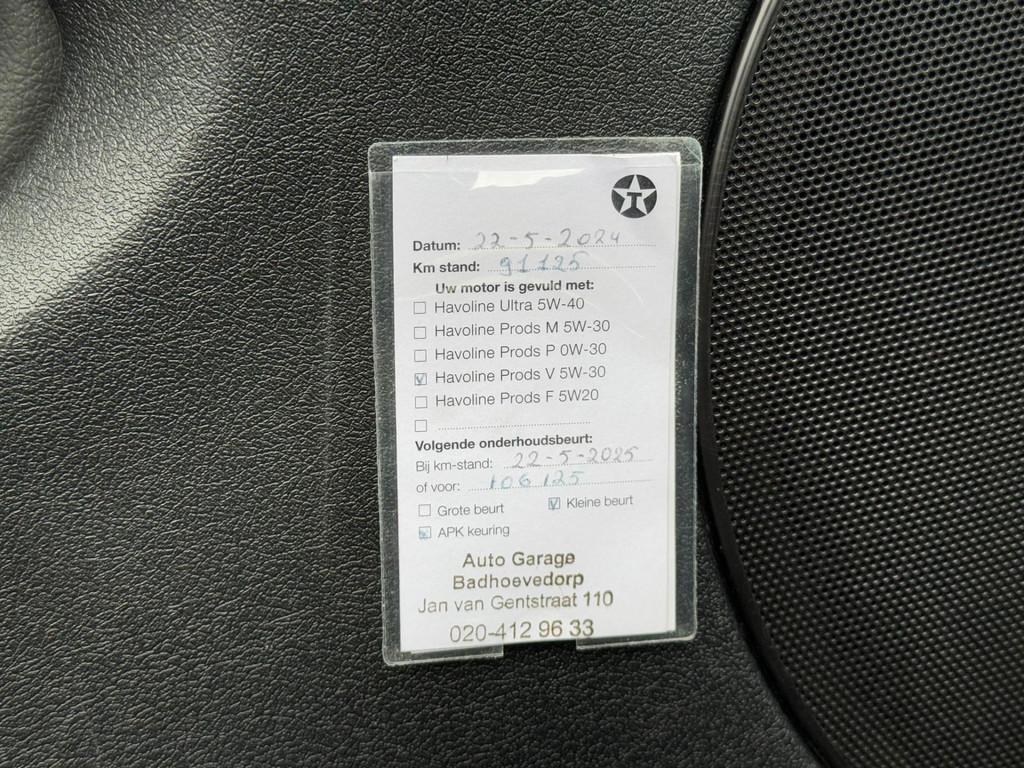 T
Datum: 22-5-2024
Km stand: 91125
Uw motor is gevuld met:
Havoline Ultra 5W-40
Havoline Prods M 5W-30
Havoline Prods P 0W-30
Havoline Prods V 5W-30
Havoline Prods F 5W20
Volgende onderhoudsbeurt:
Bij km-stand: 22-5-2025
of voor: 106125
Grote beurt Kleine beurt
APK keuring
Auto Garage
Badhoevedorp
Jan van Gentstraat 110
020-412 96 33